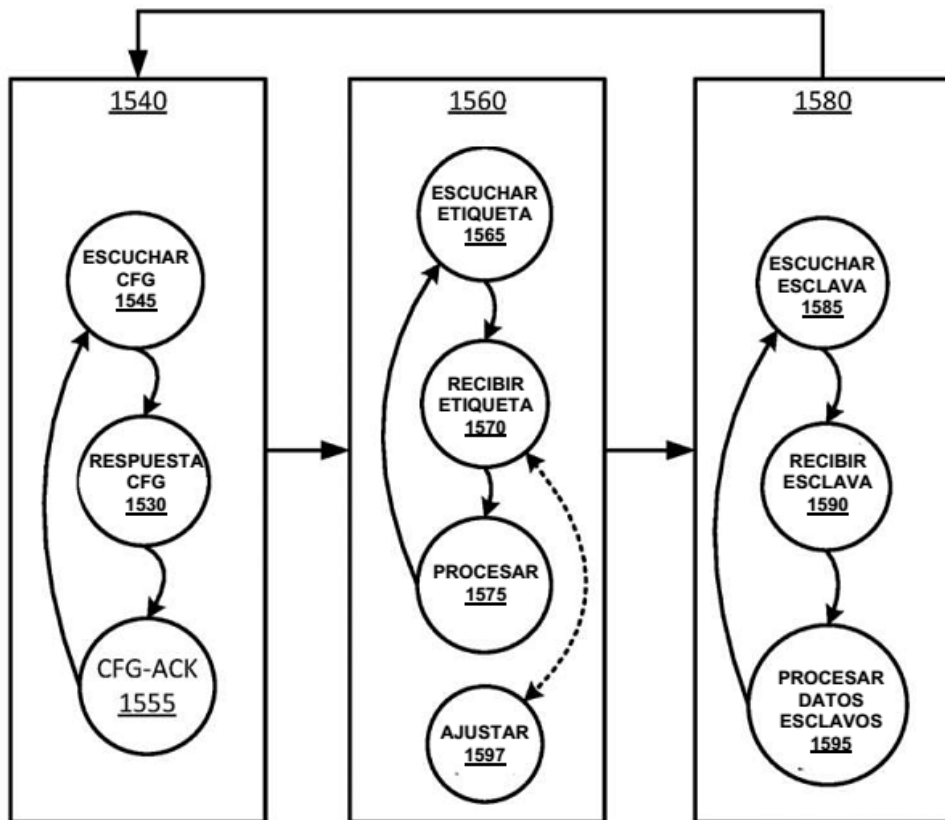 1540
ESCUCHAR
CFG
1545
RESPUESTA
CFG
1530
CFG-ACK
1555
1560
ESCUCHAR
ETIQUETA
1565
RECIBIR
ETIQUETA
1570
PROCESAR
1575
AJUSTAR
1597
1580
ESCUCHAR
ESCLAVA
1585
RECIBIR
ESCLAVA
1590
PROCESAR
DATOS
ESCLAVOS
1595